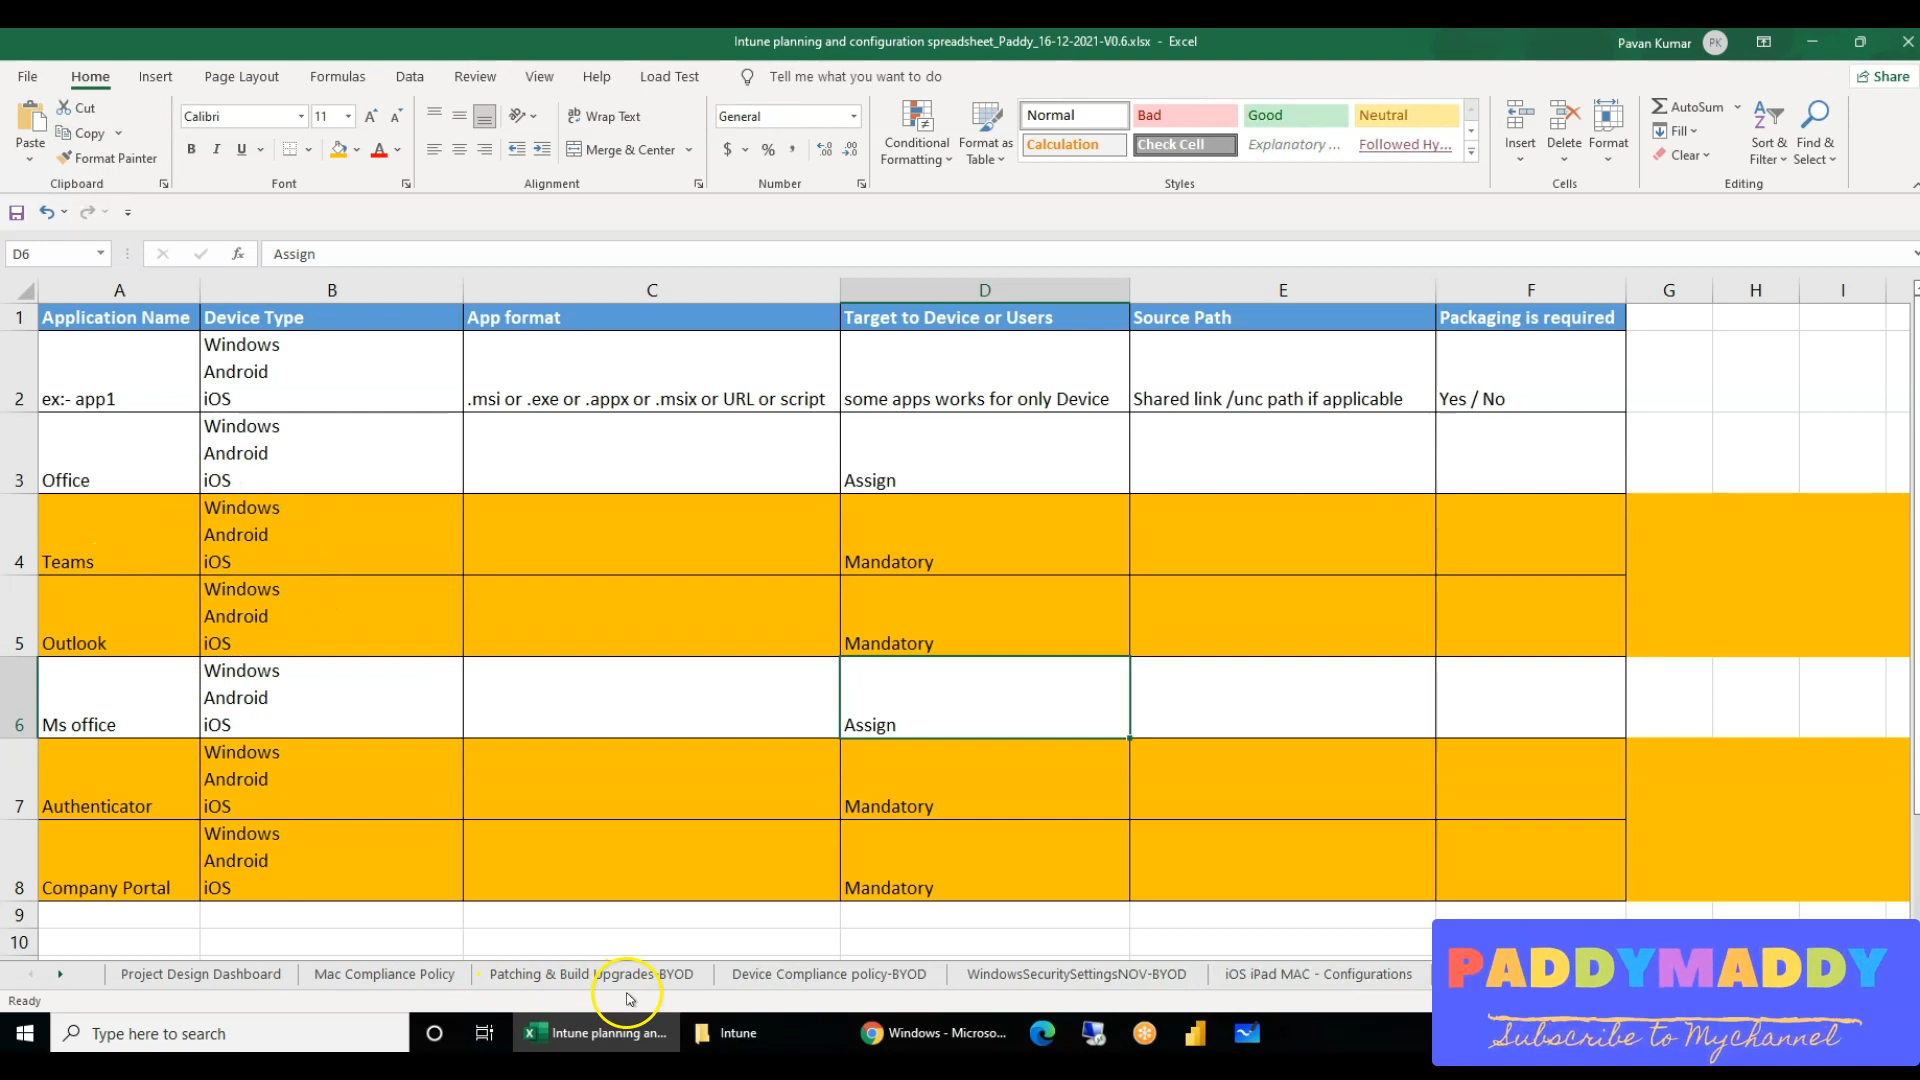 Intune planning and configuration spreadsheet_Paddy_16-12-2021-V0.6.xlsx - Excel
Pavan Kumar PK
File Home Insert Page Layout Formulas Data Review View Help Load Test Tell me what you want to do Share
Paste
Cut
Copy
Format Painter
Clipboard
Calibri 11
B I U
Font
Wrap Text
Merge & Center
Alignment
General
$ % ,
Number
Conditional Formatting
Format as Table
Normal Bad Good Neutral
Calculation Check Cell Explanatory ... Followed Hy...
Styles
Insert Delete Format
Cells
AutoSum
Fill
Clear
Sort & Filter
Find & Select
Editing
D6 fx Assign
A B C D E F G H I
1 Application Name Device Type App format Target to Device or Users Source Path Packaging is required
Windows
Android
2 ex:- app1 iOS .msi or .exe or .appx or .msix or URL or script some apps works for only Device Shared link /unc path if applicable Yes / No
Windows
Android
3 Office iOS Assign
Windows
Android
4 Teams iOS Mandatory
Windows
Android
5 Outlook iOS Mandatory
Windows
Android
6 Ms office iOS Assign
Windows
Android
7 Authenticator iOS Mandatory
Windows
Android
8 Company Portal iOS Mandatory
9
10
Project Design Dashboard Mac Compliance Policy Patching & Build Upgrades-BYOD Device Compliance policy-BYOD WindowsSecuritySettingsNOV-BYOD iOS iPad MAC - Configurations
Ready
Type here to search Intune planning an... Intune Windows - Microso...
PADDYMADDY
Subscribe to Mychannel